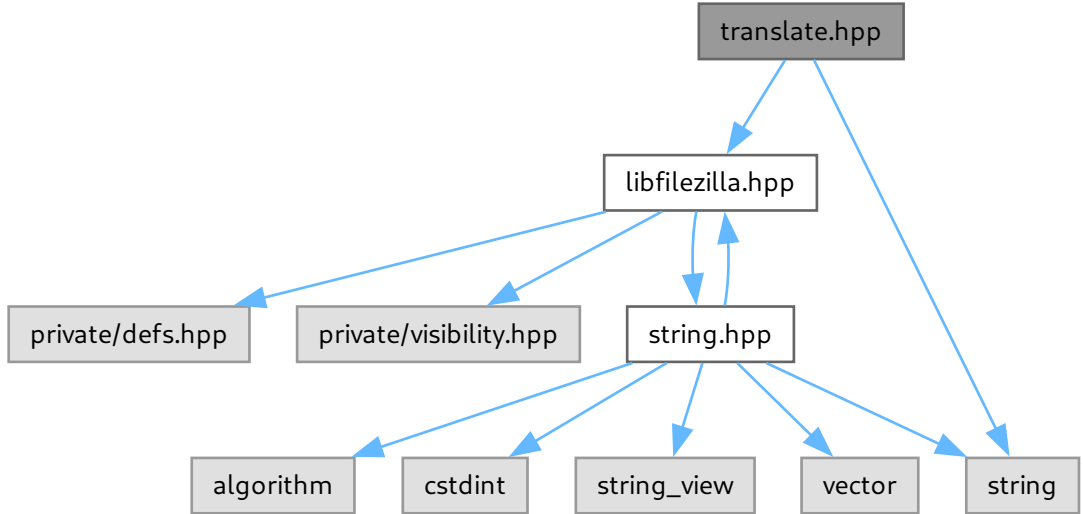 translate.hpp
libfilezilla.hpp
private/defs.hpp
private/visibility.hpp
string.hpp
algorithm
cstdint
string_view
vector
string